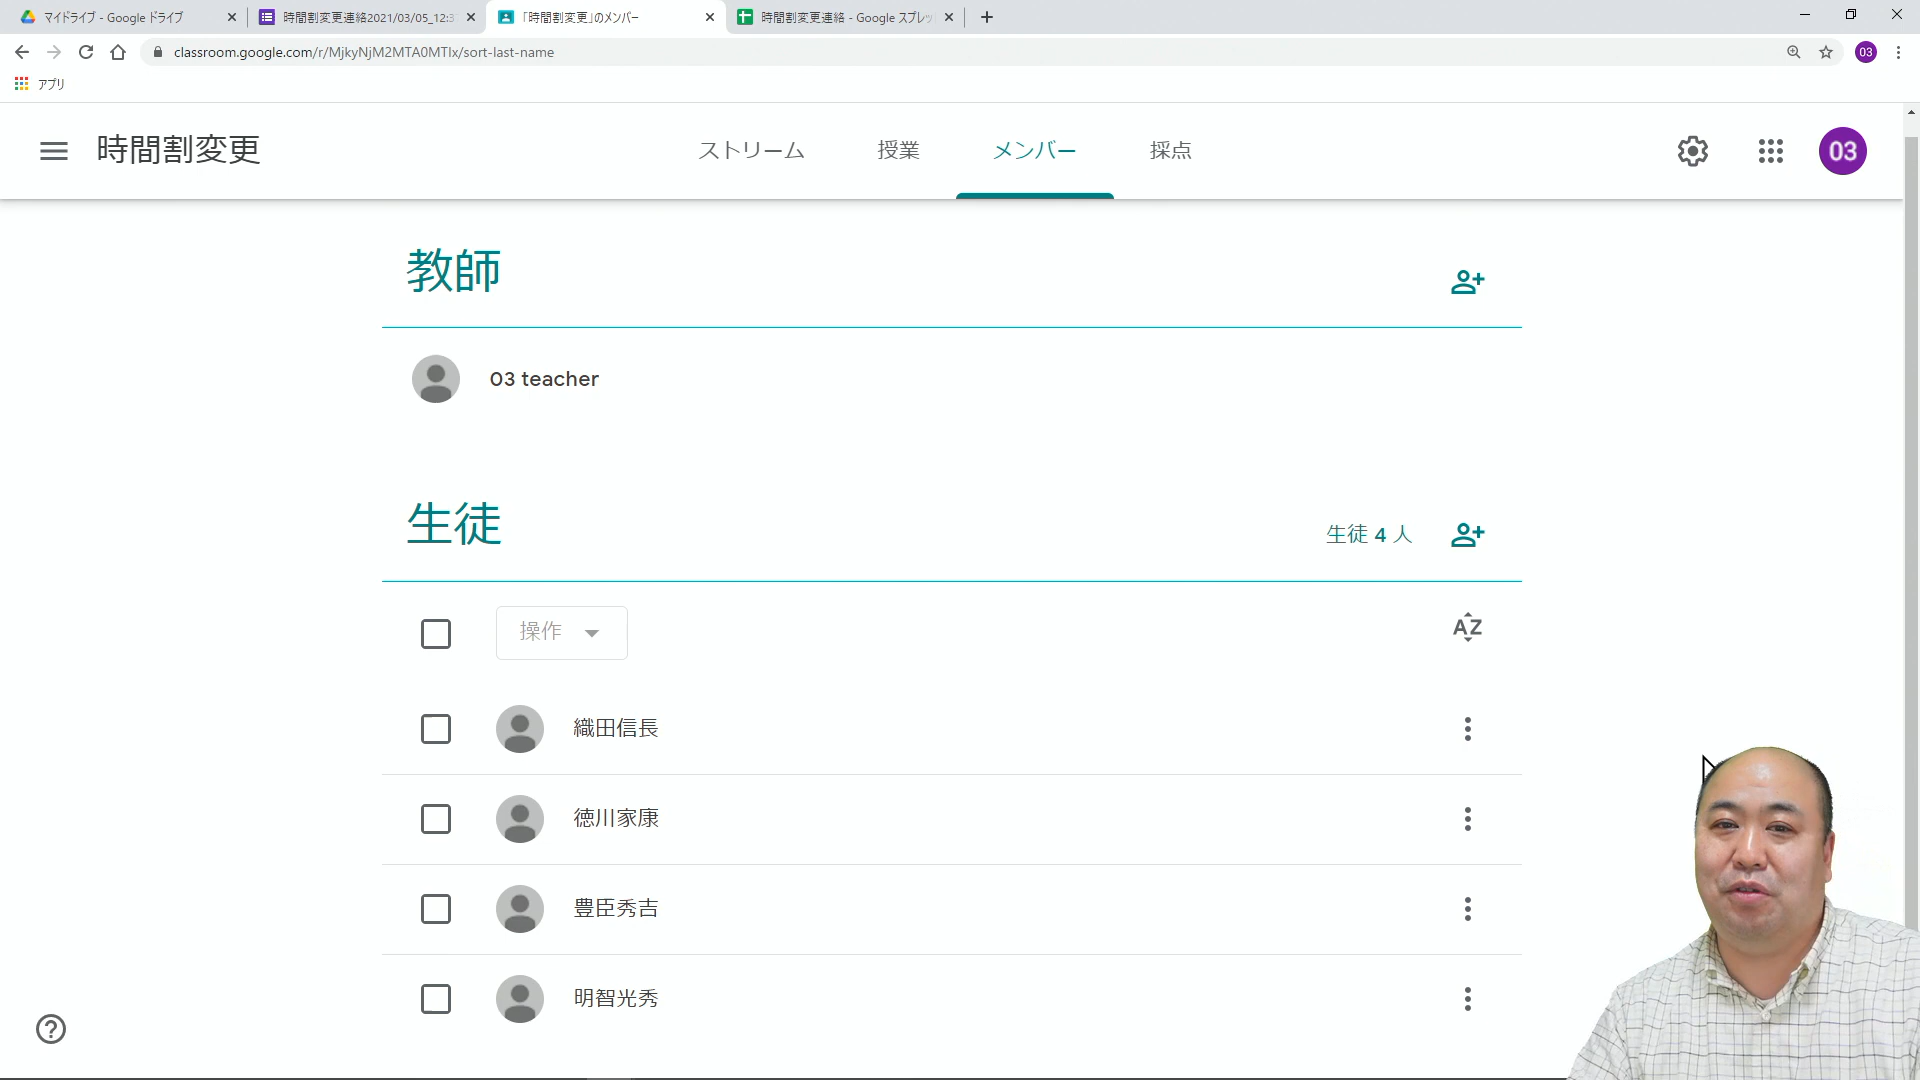 マイドライブ - Google ドライブ
時間割変更連絡2021/03/05_12:3
「時間割変更」のメンバー
時間割変更連絡 - Google スプレッ
classroom.google.com/r/MjkyNjM2MTA0MTIx/sort-last-name
03
アプリ
時間割変更
ストリーム
授業
メンバー
採点
03
教師
03 teacher
生徒
生徒 4 人
操作
AZ
織田信長
徳川家康
豊臣秀吉
明智光秀